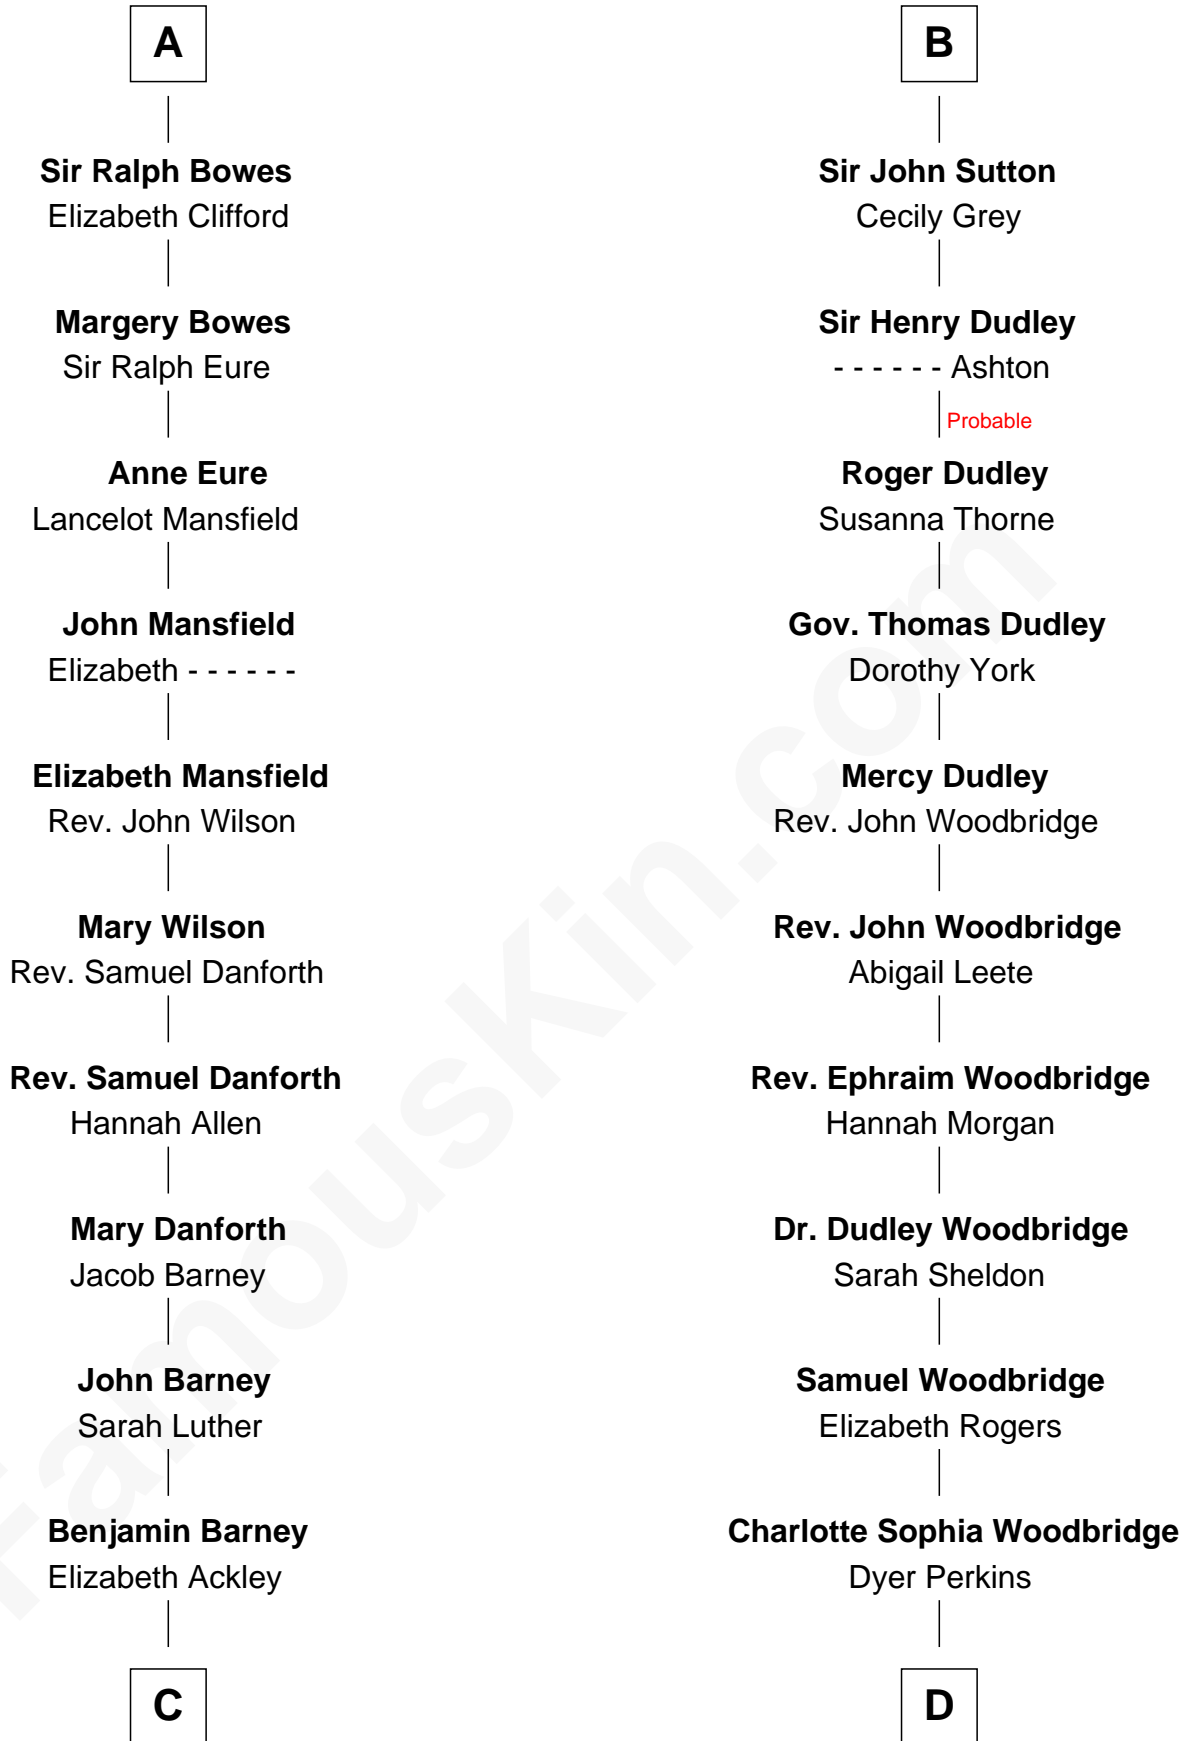 A
Sir Ralph Bowes
Elizabeth Clifford
Margery Bowes
Sir Ralph Eure
Anne Eure
Lancelot Mansfield
John Mansfield
Elizabeth - - - - - -
Elizabeth Mansfield
Rev. John Wilson
Mary Wilson
Rev. Samuel Danforth
Rev. Samuel Danforth
Hannah Allen
Mary Danforth
Jacob Barney
John Barney
Sarah Luther
Benjamin Barney
Elizabeth Ackley
C
B
Sir John Sutton
Cecily Grey
Sir Henry Dudley
- - - - - - Ashton
Probable
Roger Dudley
Susanna Thorne
Gov. Thomas Dudley
Dorothy York
Mercy Dudley
Rev. John Woodbridge
Rev. John Woodbridge
Abigail Leete
Rev. Ephraim Woodbridge
Hannah Morgan
Dr. Dudley Woodbridge
Sarah Sheldon
Samuel Woodbridge
Elizabeth Rogers
Charlotte Sophia Woodbridge
Dyer Perkins
D
FamousKin.com